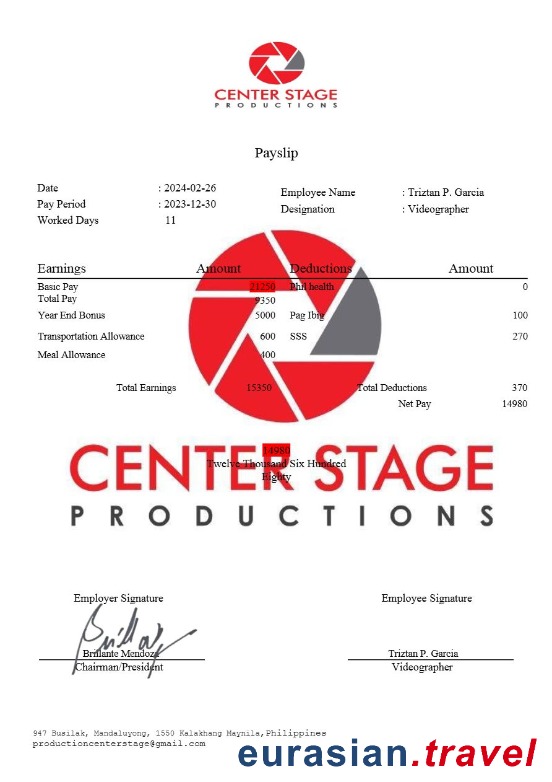 CENTER STAGE
PRODUCTIONS
Payslip
Date : 2024-02-26
Pay Period : 2023-12-30
Worked Days 11
Employee Name : Triztan P. Garcia
Designation : Videographer
Earnings Amount Deductions Amount
Basic Pay 21250 Phil health 0
Total Pay 9350
Year End Bonus 5000 Pag Ibig 100
Transportation Allowance 600 SSS 270
Meal Allowance 400
Total Earnings 15350 Total Deductions 370
Net Pay 14980
14980
Twelve Thousand Six Hundred
Eighty
CENTER STAGE
PRODUCTIONS
Employer Signature Employee Signature
Brillante Mendoza Triztan P. Garcia
Chairman/President Videographer
947 Busilak, Mandaluyong, 1550 Kalakhang Maynila, Philippines
productioncenterstage@gmail.com
eurasian.travel